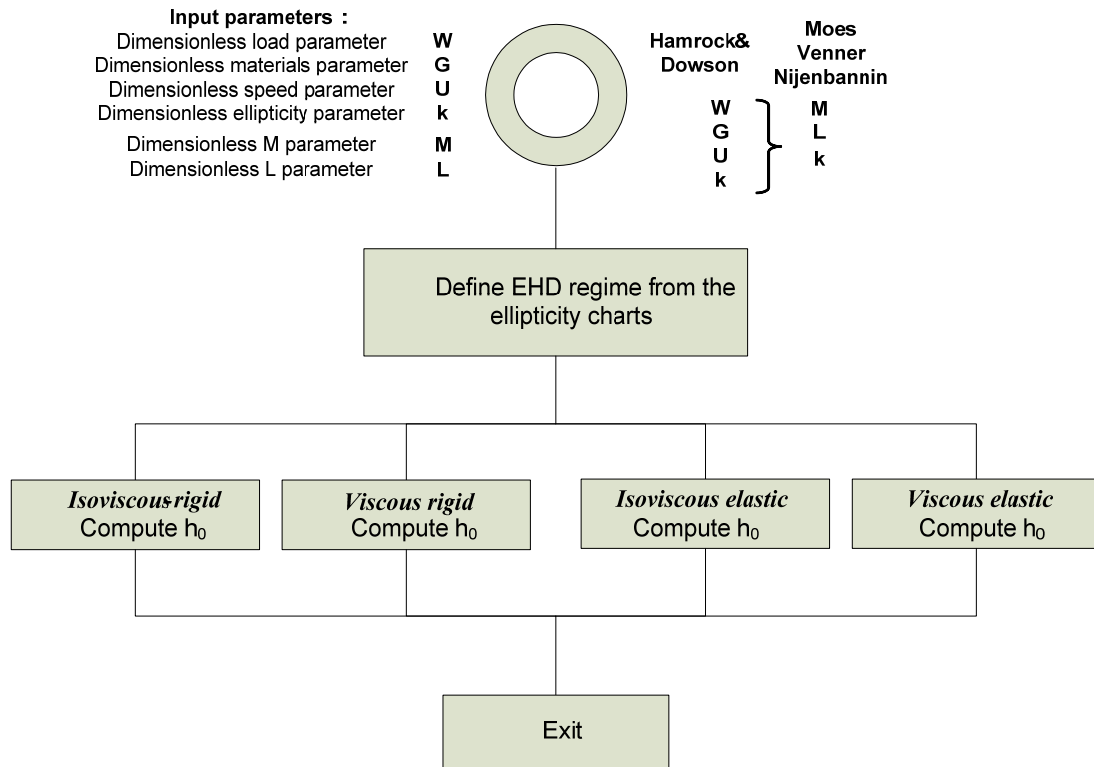 Input parameters :
Dimensionless load parameter W
Dimensionless materials parameter G
Dimensionless speed parameter U
Dimensionless ellipticity parameter k
Dimensionless M parameter M
Dimensionless L parameter L
Hamrock&
Dowson
W
G
U
k
Moes
Venner
Nijenbannin
M
L
k
Define EHD regime from the
ellipticity charts
Isoviscous-rigid
Compute h₀
Viscous rigid
Compute h₀
Isoviscous elastic
Compute h₀
Viscous elastic
Compute h₀
Exit